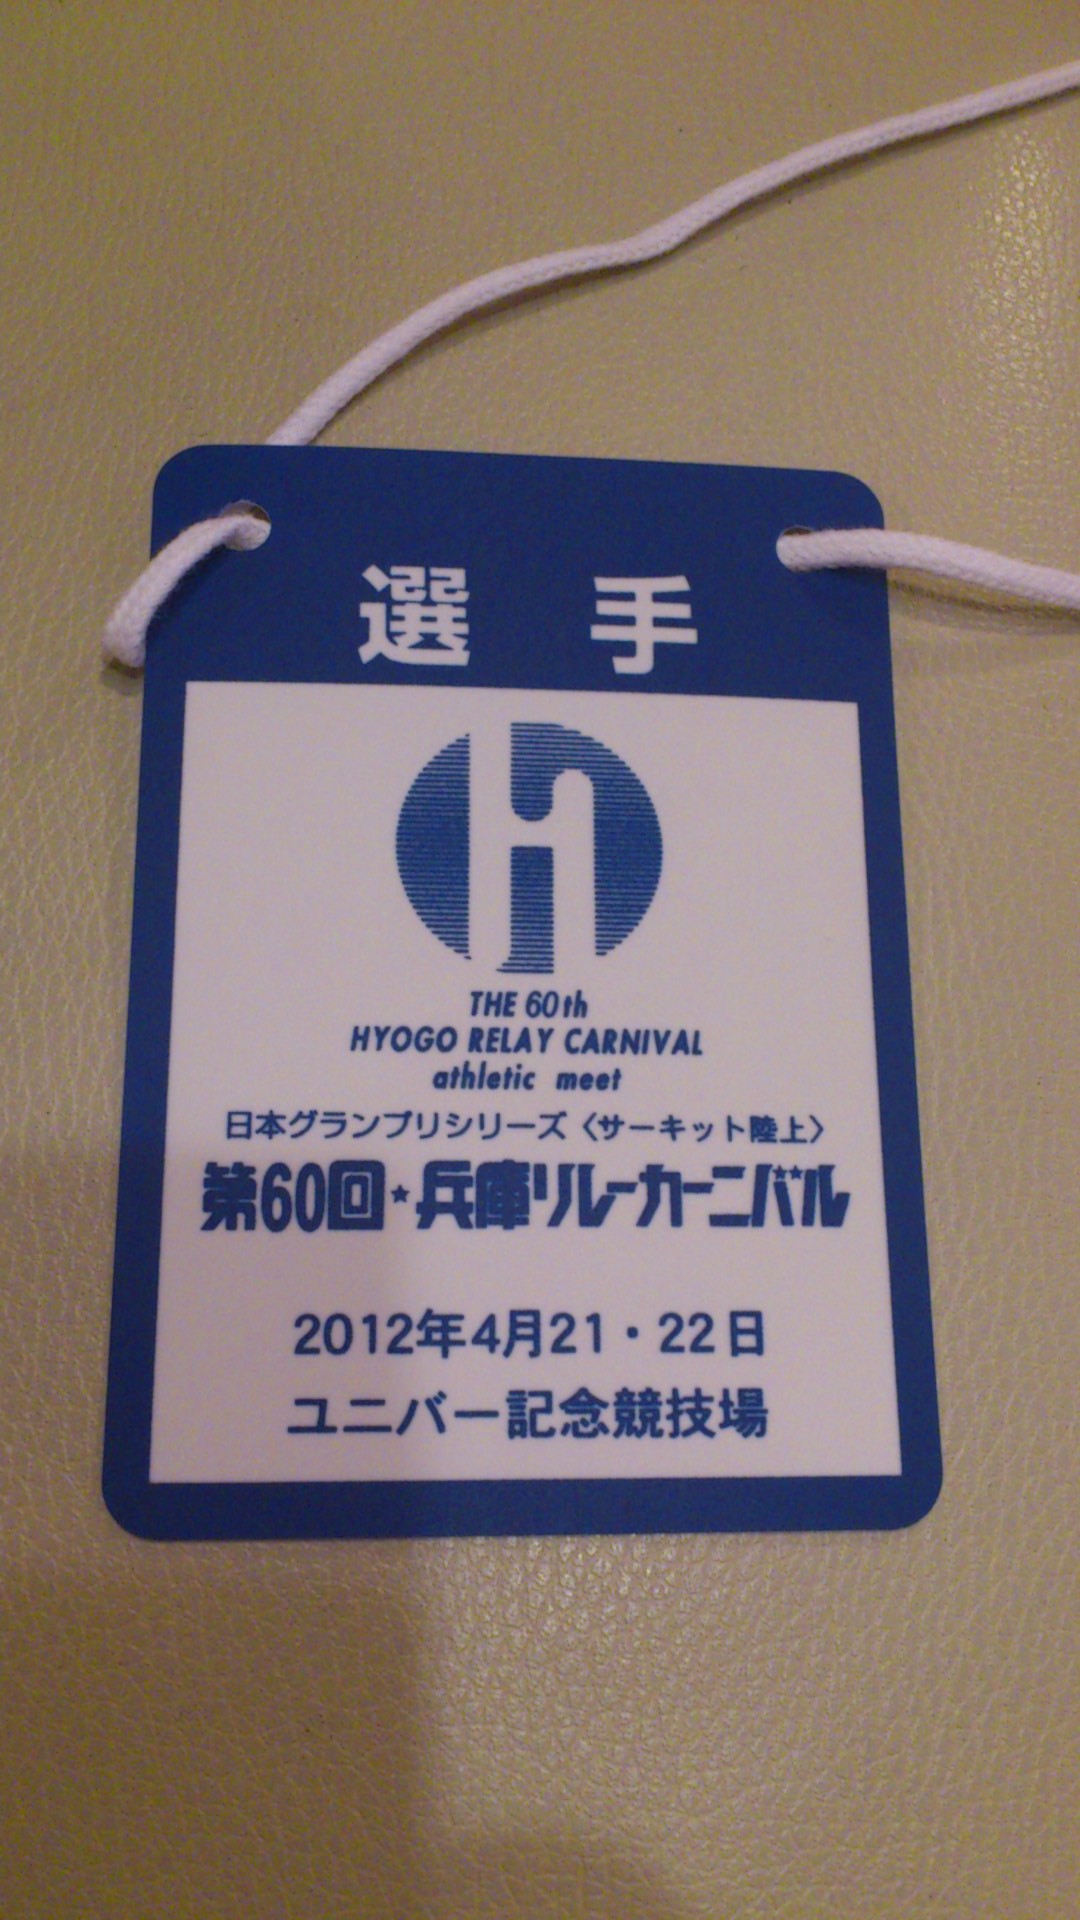 選手
THE 60th
HYOGO RELAY CARNIVAL
athletic meet
日本グランプリシリーズ〈サーキット陸上〉
第60回★兵庫リレーカーニバル
2012年4月21・22日
ユニバー記念競技場